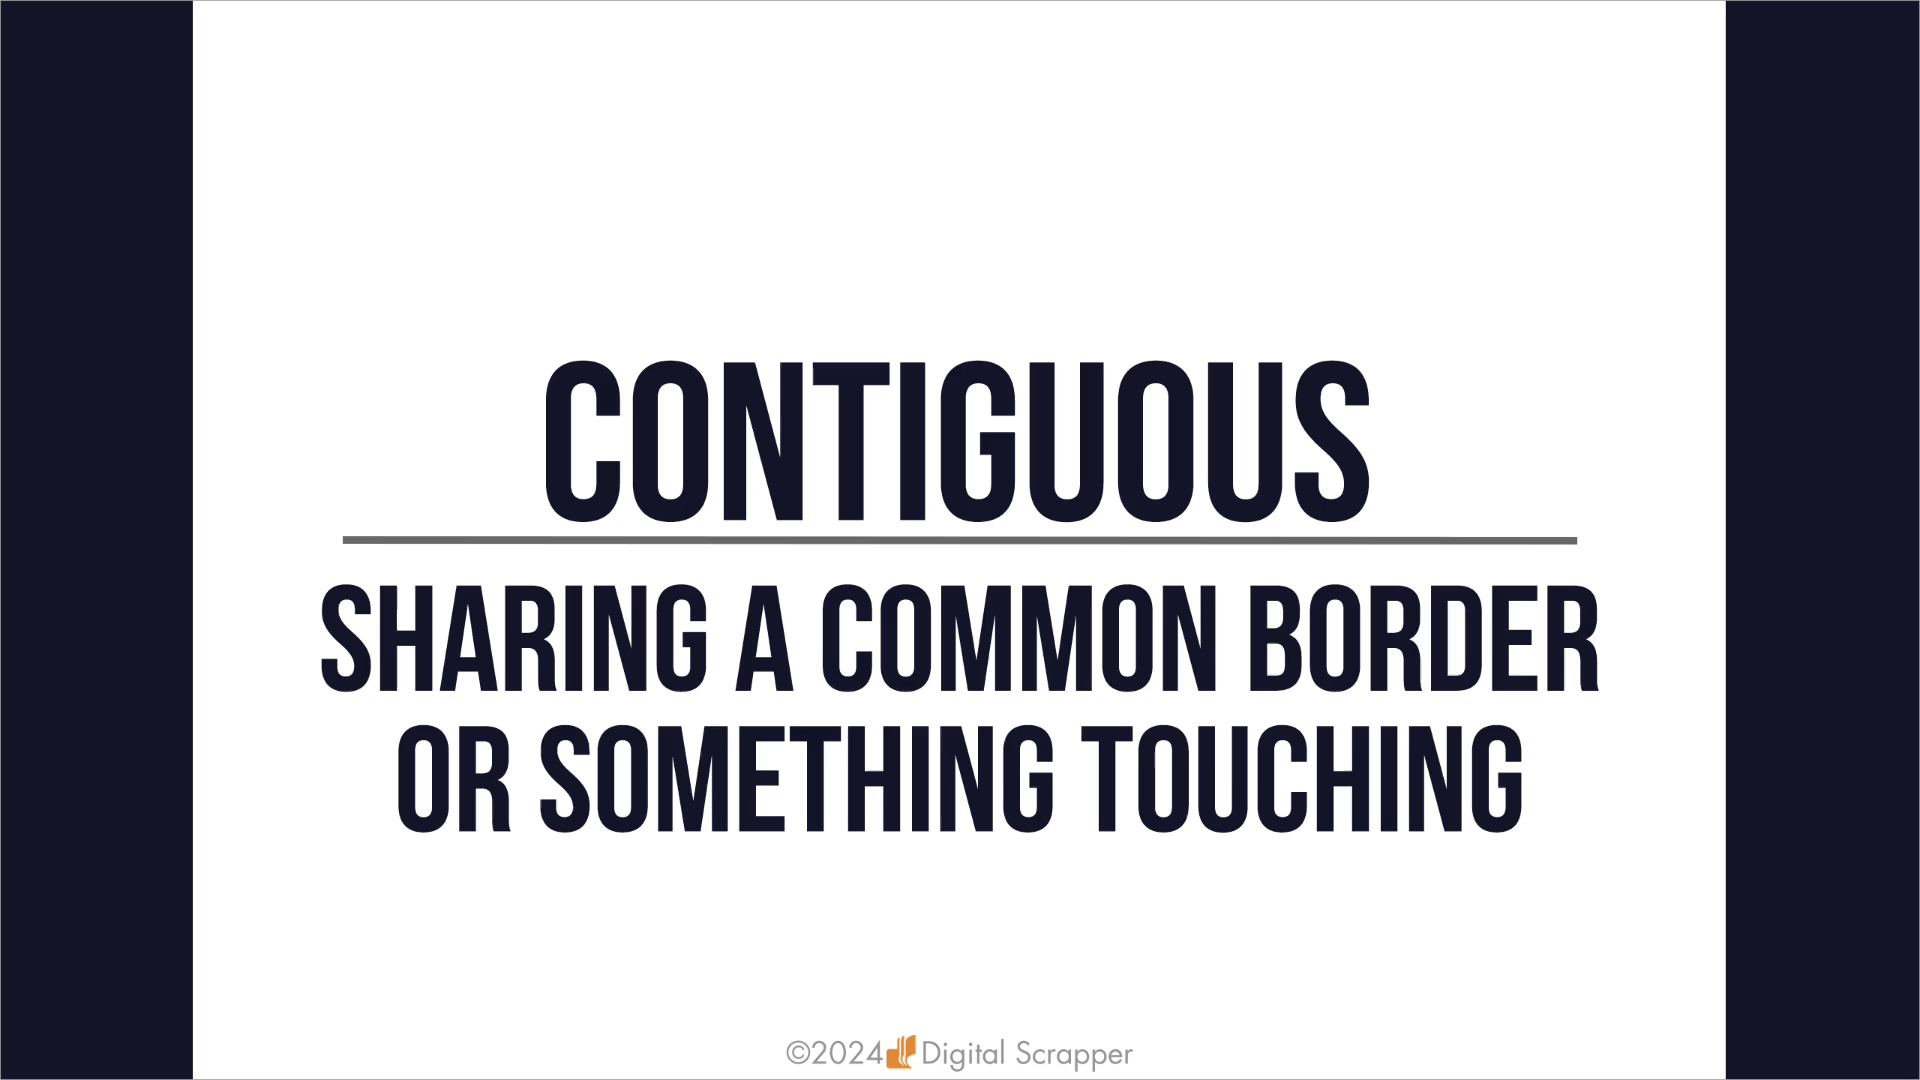 CONTIGUOUS
SHARING A COMMON BORDER
OR SOMETHING TOUCHING
©2024 Digital Scrapper